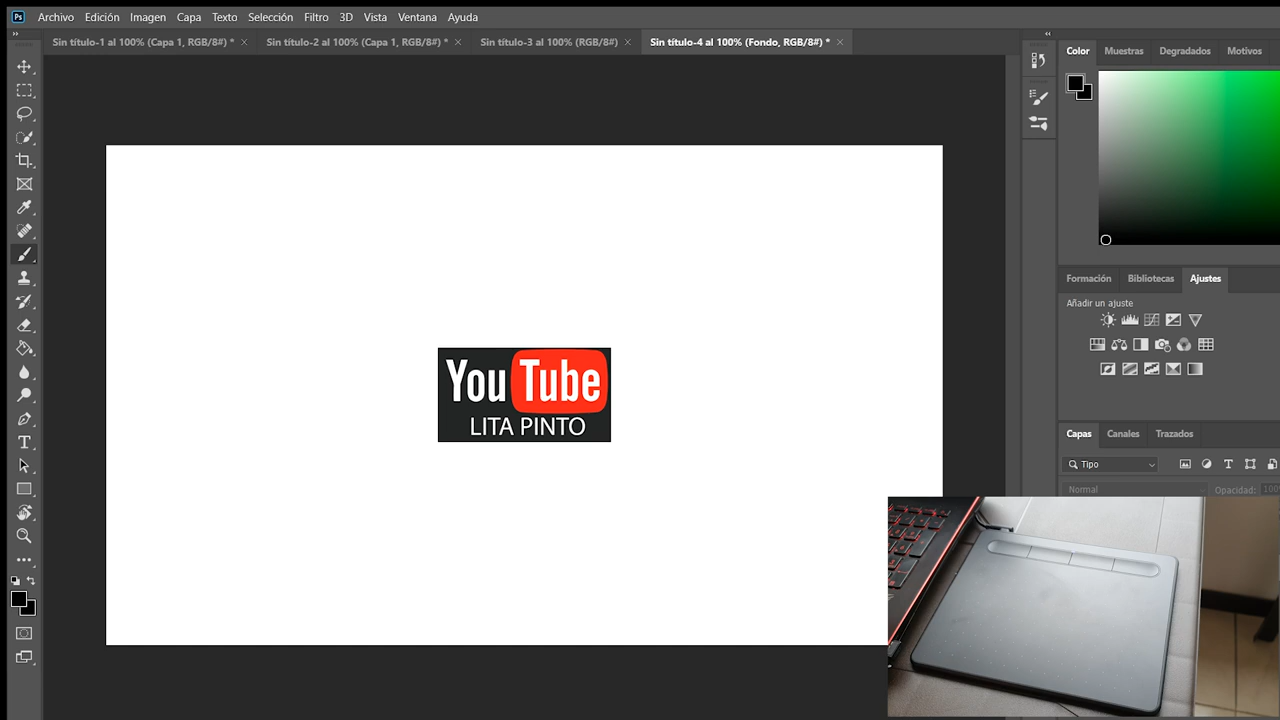 Ps Archivo Edición Imagen Capa Texto Selección Filtro 3D Vista Ventana Ayuda
Sin título-1 al 100% (Capa 1, RGB/8#) * × Sin título-2 al 100% (Capa 1, RGB/8#) * × Sin título-3 al 100% (RGB/8#) × Sin título-4 al 100% (Fondo, RGB/8#) * ×
Color Muestras Degradados Motivos
Formación Bibliotecas Ajustes
Añadir un ajuste
YouTube
LITA PINTO
Capas Canales Trazados
Tipo
Normal Opacidad: 100%